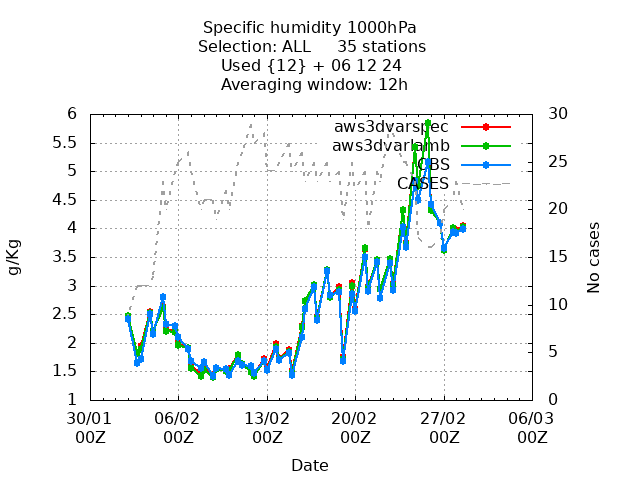 Specific humidity 1000hPa
Selection: ALL 35 stations
Used {12} + 06 12 24
Averaging window: 12h
aws3dvarspec
aws3dvarlamb
OBS
CASES
6
5.5
5
4.5
4
3.5
3
2.5
2
1.5
1
g/Kg
30
25
20
15
10
5
0
No cases
30/01 06/02 13/02 20/02 27/02 06/03
00Z 00Z 00Z 00Z 00Z 00Z
Date